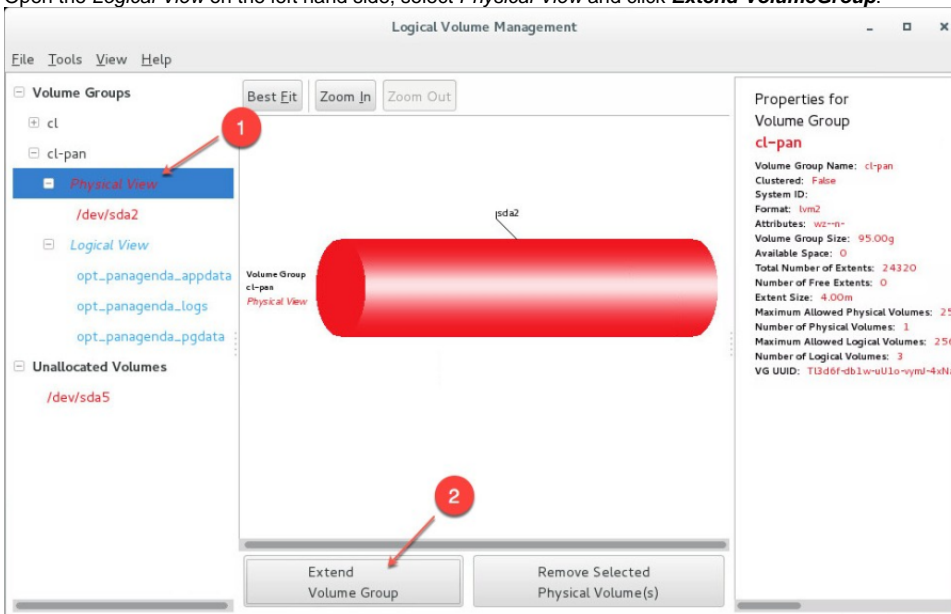 Open the Logical View on the left hand side, select Physical View and click Extend VolumeGroup.
Logical Volume Management
File Tools View Help
Volume Groups
cl
cl-pan
Physical View
/dev/sda2
Logical View
opt_panagenda_appdata
opt_panagenda_logs
opt_panagenda_pgdata
Unallocated Volumes
/dev/sda5
1
Best Fit Zoom In Zoom Out
sda2
Volume Group
cl-pan
Physical View
2
Extend
Volume Group
Remove Selected
Physical Volume(s)
Properties for
Volume Group
cl-pan
Volume Group Name: cl-pan
Clustered: False
System ID:
Format: lvm2
Attributes: wz--n-
Volume Group Size: 95.00g
Available Space: 0
Total Number of Extents: 24320
Number of Free Extents: 0
Extent Size: 4.00m
Maximum Allowed Physical Volumes: 25
Number of Physical Volumes: 1
Maximum Allowed Logical Volumes: 256
Number of Logical Volumes: 3
VG UUID: